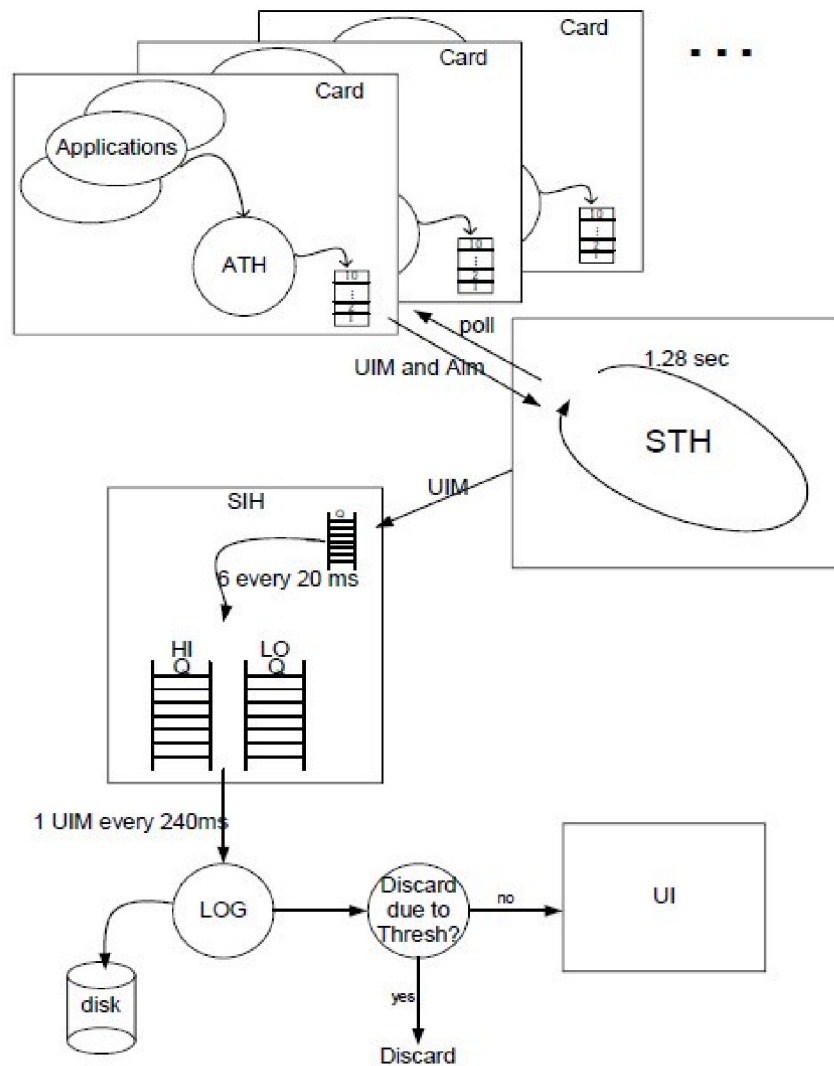 Card
Card
Card
Applications
ATH
10
2
1
10
2
1
10
2
1
poll
UIM and Alm
1.28 sec
STH
UIM
SIH
Q
6 every 20 ms
HI
Q
LO
Q
1 UIM every 240ms
LOG
disk
Discard
due to
Thresh?
no
UI
yes
Discard